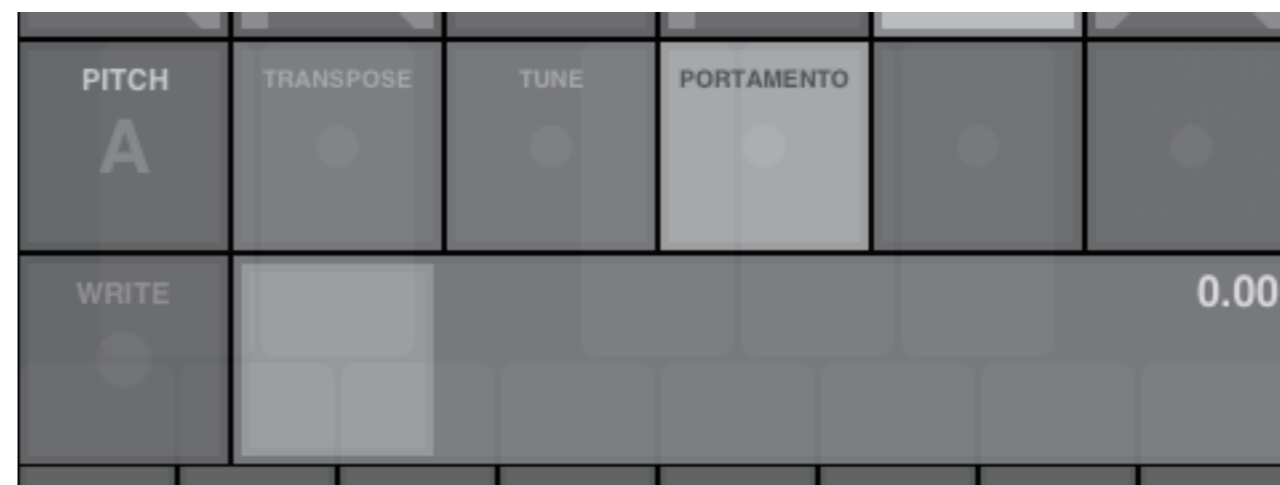 PITCH
TRANSPOSE
TUNE
PORTAMENTO
A
WRITE
0.00